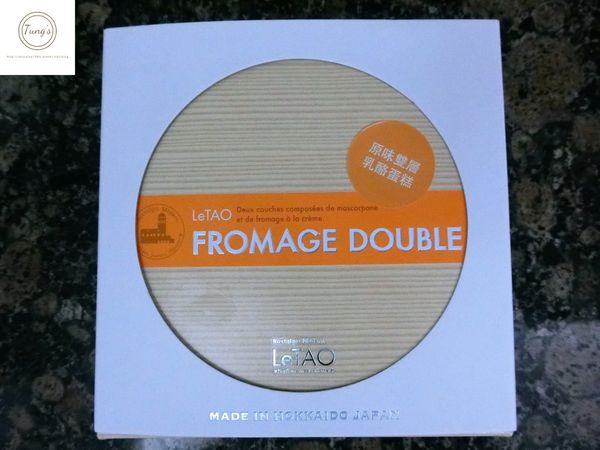 Tung's
原味雙層
乳酪蛋糕
LeTAO
Deux couches composées de mascarpone
et de fromage à la crème.
FROMAGE DOUBLE
LeTAO
MADE IN HOKKAIDO JAPAN